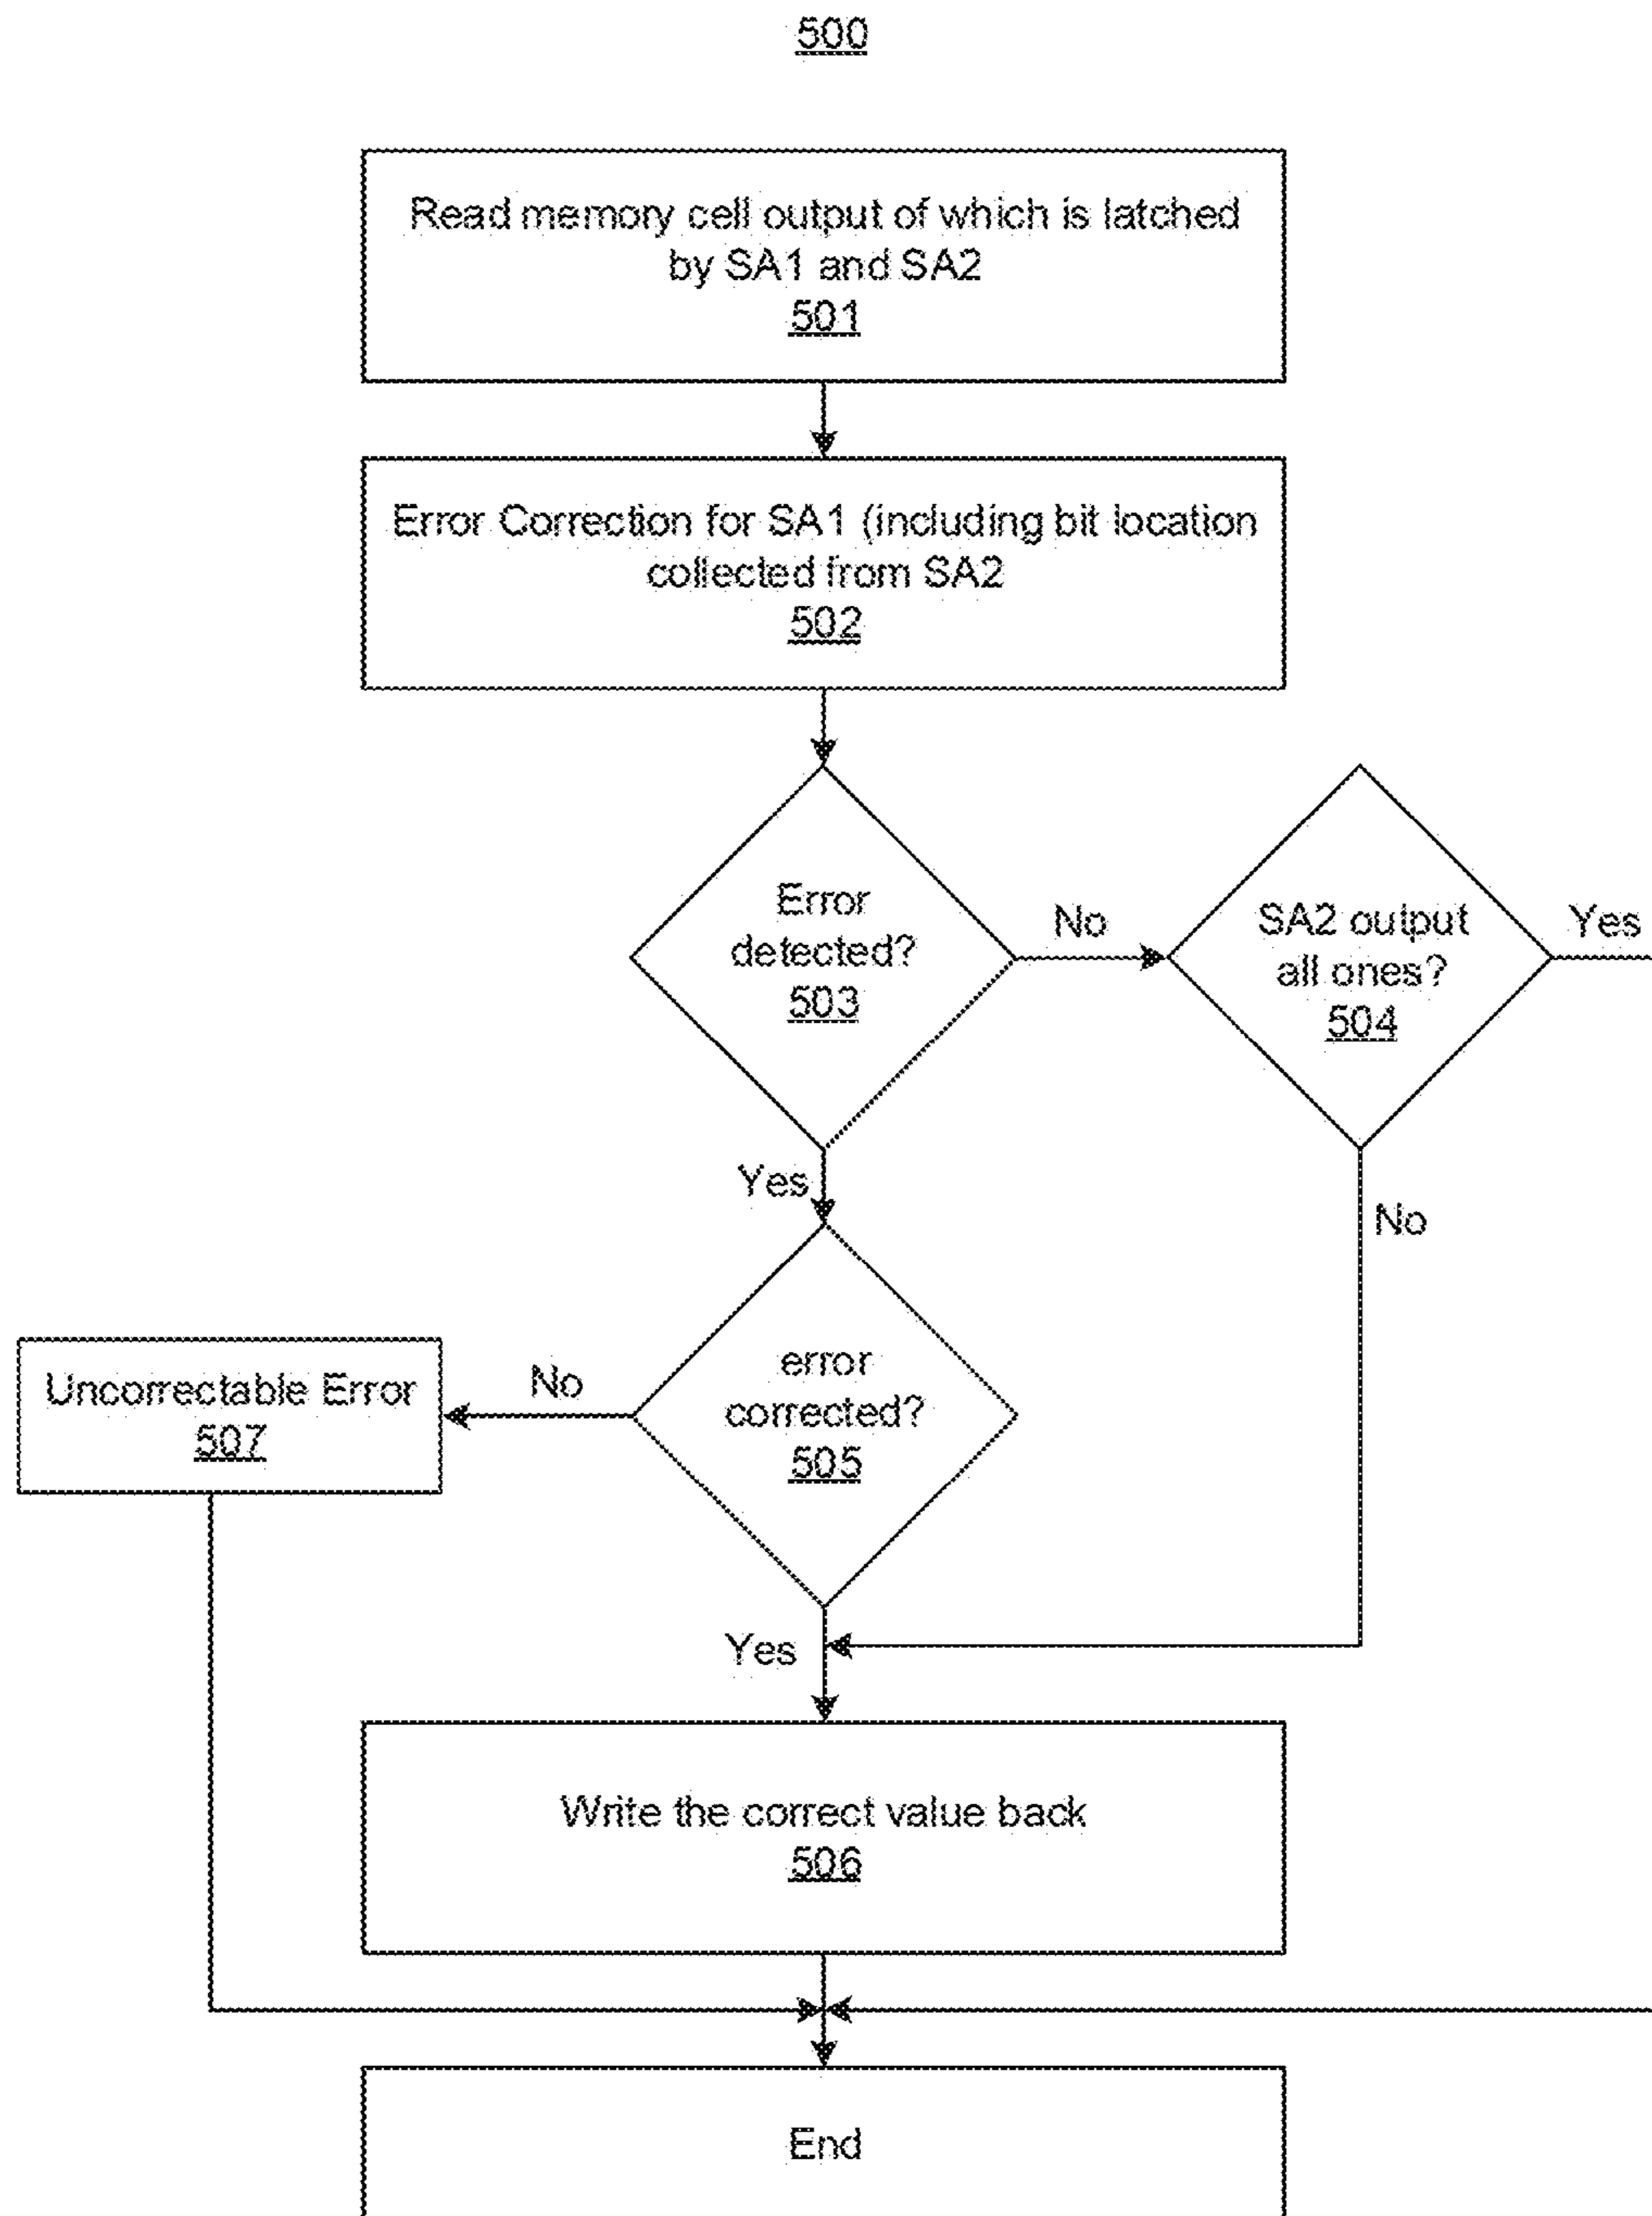 500
Read memory cell output of which is latched
by SA1 and SA2
501
Error Correction for SA1 (including bit location
collected from SA2
502
Error
detected?
503
No
SA2 output
all ones?
504
Yes
Yes
No
error
corrected?
505
No
Uncorrectable Error
507
Yes
Write the correct value back
506
End